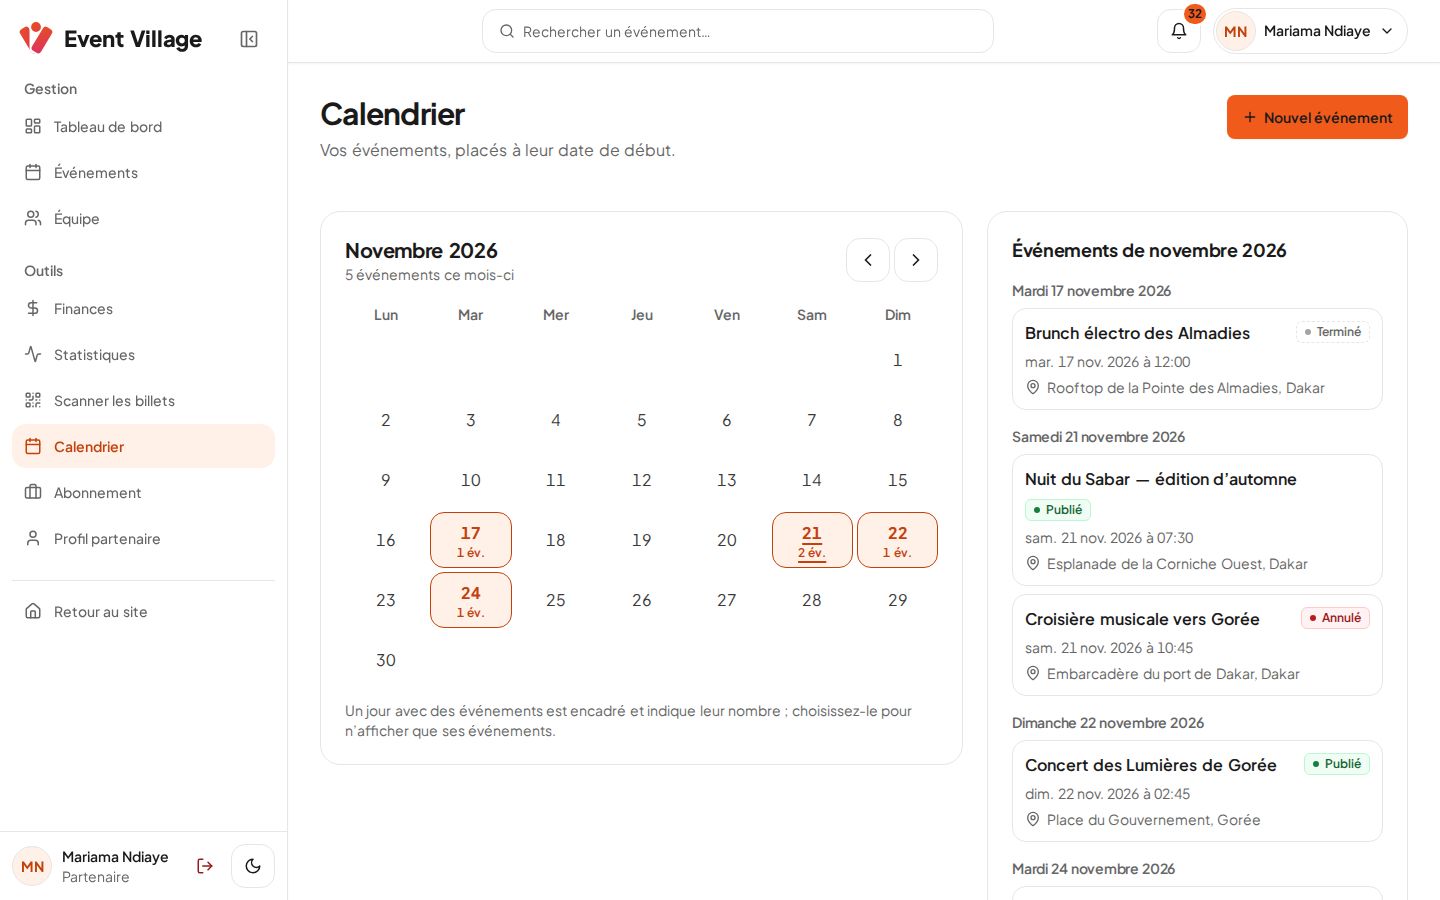 Event Village
Gestion
Tableau de bord
Événements
Équipe
Outils
Finances
Statistiques
Scanner les billets
Calendrier
Abonnement
Profil partenaire
Retour au site
MN
Mariama Ndiaye
Partenaire
Rechercher un événement…
32
MN
Mariama Ndiaye
Calendrier
Vos événements, placés à leur date de début.
Nouvel événement
Novembre 2026
5 événements ce mois-ci
Lun Mar Mer Jeu Ven Sam Dim
1
2 3 4 5 6 7 8
9 10 11 12 13 14 15
16 17 18 19 20 21 22
1 év. 2 év. 1 év.
23 24 25 26 27 28 29
1 év.
30
Un jour avec des événements est encadré et indique leur nombre ; choisissez-le pour
n’afficher que ses événements.
Événements de novembre 2026
Mardi 17 novembre 2026
Brunch électro des Almadies
Terminé
mar. 17 nov. 2026 à 12:00
Rooftop de la Pointe des Almadies, Dakar
Samedi 21 novembre 2026
Nuit du Sabar — édition d’automne
Publié
sam. 21 nov. 2026 à 07:30
Esplanade de la Corniche Ouest, Dakar
Croisière musicale vers Gorée
Annulé
sam. 21 nov. 2026 à 10:45
Embarcadère du port de Dakar, Dakar
Dimanche 22 novembre 2026
Concert des Lumières de Gorée
Publié
dim. 22 nov. 2026 à 02:45
Place du Gouvernement, Gorée
Mardi 24 novembre 2026